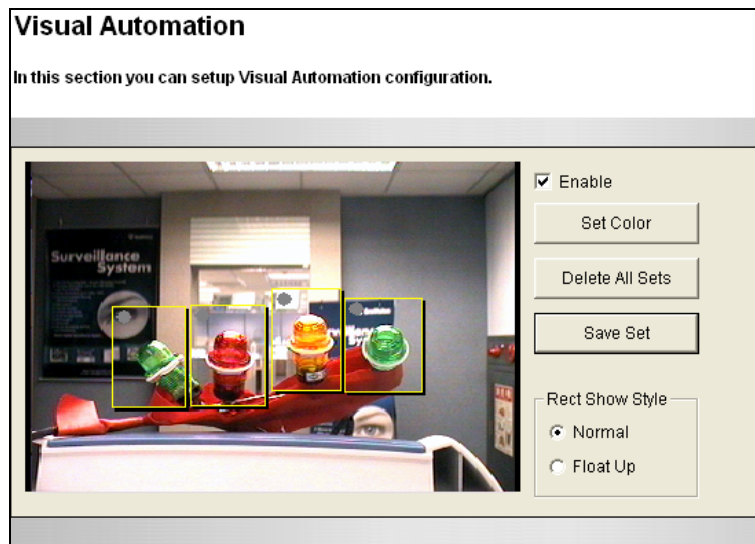 Visual Automation
In this section you can setup Visual Automation configuration.
Surveillance
System
Enable
Set Color
Delete All Sets
Save Set
Rect Show Style
Normal
Float Up